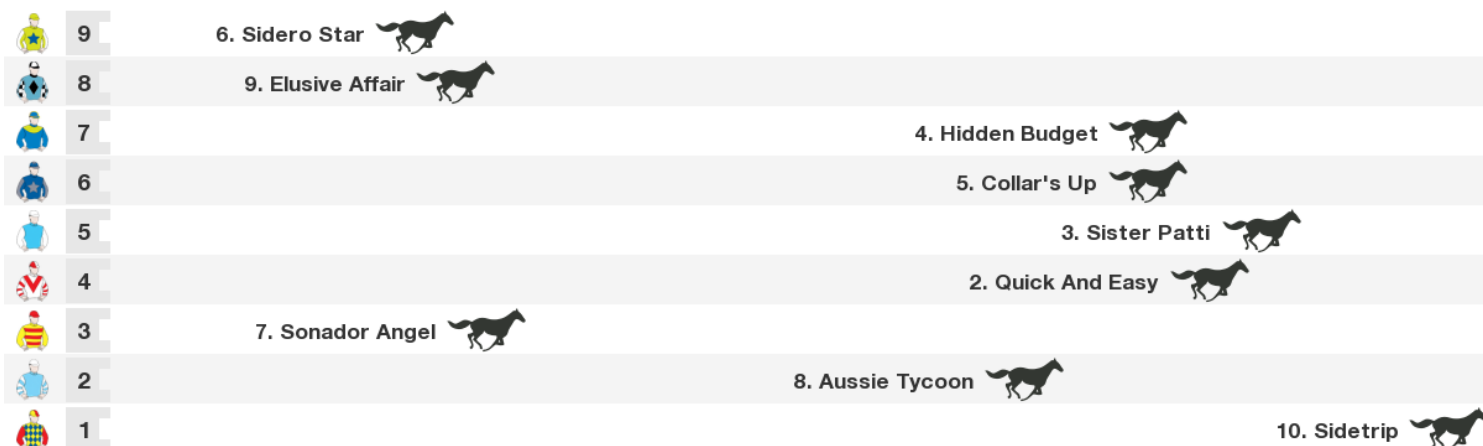 9 6. Sidero Star
8 9. Elusive Affair
7 4. Hidden Budget
6 5. Collar's Up
5 3. Sister Patti
4 2. Quick And Easy
3 7. Sonador Angel
2 8. Aussie Tycoon
1 10. Sidetrip